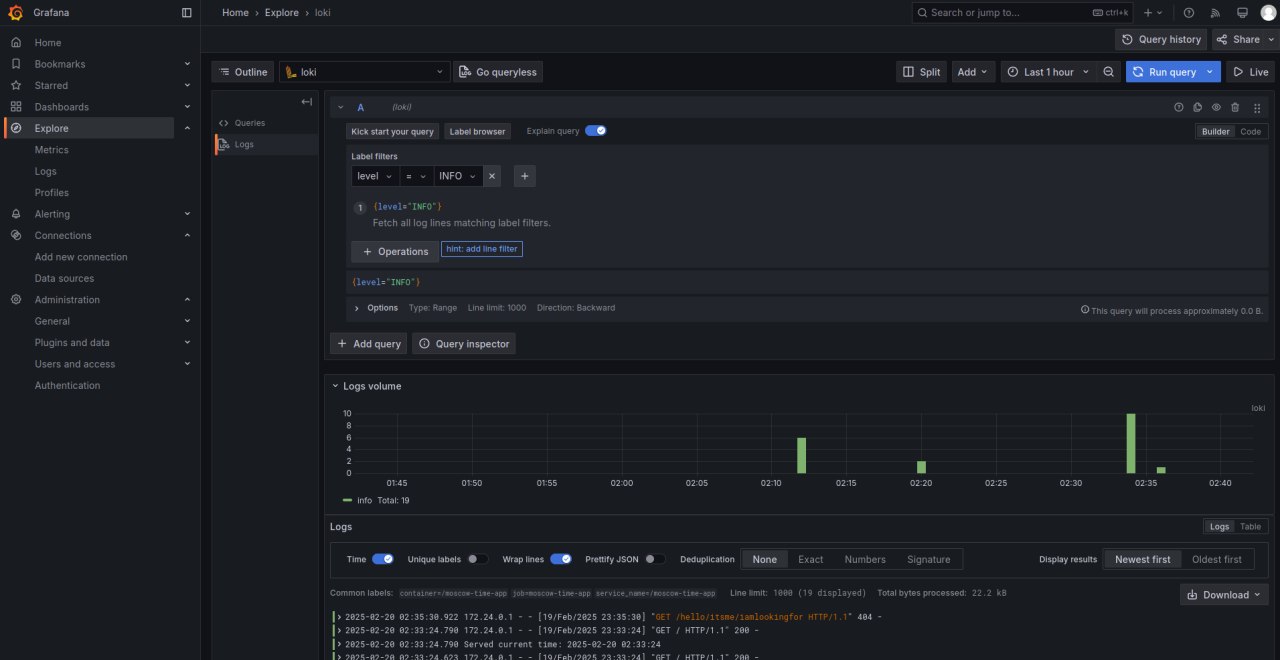 Grafana
Home › Explore › loki
Search or jump to... ctrl+k
Query history
Share
Home
Bookmarks
Starred
Dashboards
Explore
Metrics
Logs
Profiles
Alerting
Connections
Add new connection
Data sources
Administration
General
Plugins and data
Users and access
Authentication
Outline
loki
Go queryless
Split
Add
Last 1 hour
Run query
Live
Queries
Logs
A (loki)
Kick start your query
Label browser
Explain query
Builder
Code
Label filters
level = INFO
1 {level="INFO"}
Fetch all log lines matching label filters.
+ Operations
hint: add line filter
{level="INFO"}
Options Type: Range Line limit: 1000 Direction: Backward
This query will process approximately 0.0 B.
+ Add query
Query inspector
Logs volume
loki
10
8
6
4
2
0
01:45 01:50 01:55 02:00 02:05 02:10 02:15 02:20 02:25 02:30 02:35 02:40
info Total: 19
Logs
Logs Table
Time Unique labels Wrap lines Prettify JSON Deduplication None Exact Numbers Signature Display results Newest first Oldest first
Common labels: container=/moscow-time-app job=moscow-time-app service_name=/moscow-time-app Line limit: 1000 (19 displayed) Total bytes processed: 22.2 kB
Download
> 2025-02-20 02:35:30.922 172.24.0.1 - - [19/Feb/2025 23:35:30] "GET /hello/itsme/iamlookingfor HTTP/1.1" 404 -
> 2025-02-20 02:33:24.790 172.24.0.1 - - [19/Feb/2025 23:33:24] "GET / HTTP/1.1" 200 -
> 2025-02-20 02:33:24.790 Served current time: 2025-02-20 02:33:24
> 2025-02-20 02:33:24.623 172.24.0.1 - - [19/Feb/2025 23:33:24] "GET / HTTP/1.1" 200 -